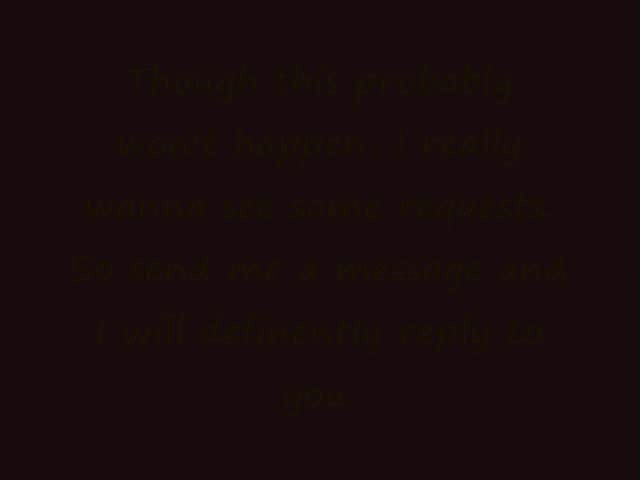 Though this probably
won't happen, I really
wanna see some requests.
So send me a message and
I will definently reply to
you